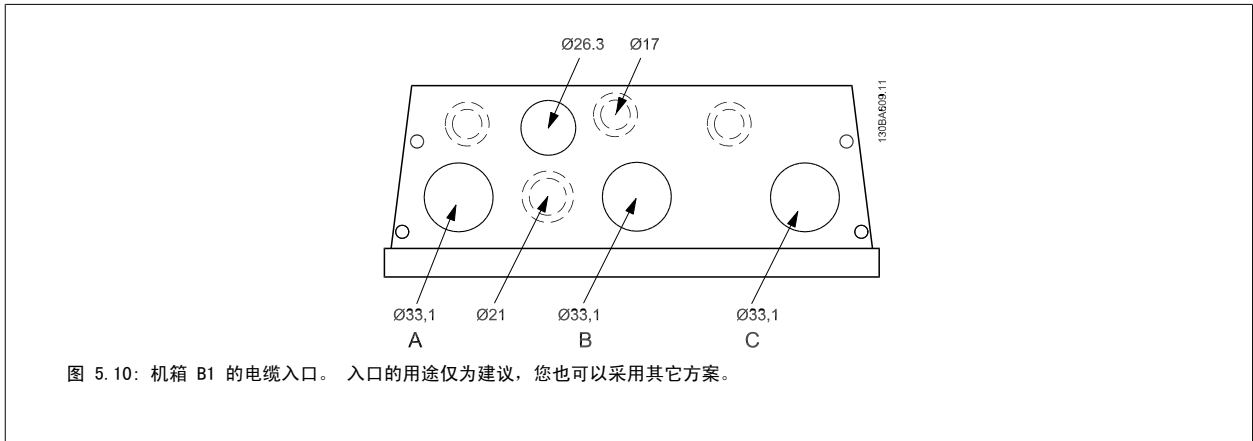 Ø26.3 Ø17
130BA609.11
Ø33,1 Ø21 Ø33,1 Ø33,1
A B C
图 5.10: 机箱 B1 的电缆入口。 入口的用途仅为建议，您也可以采用其它方案。